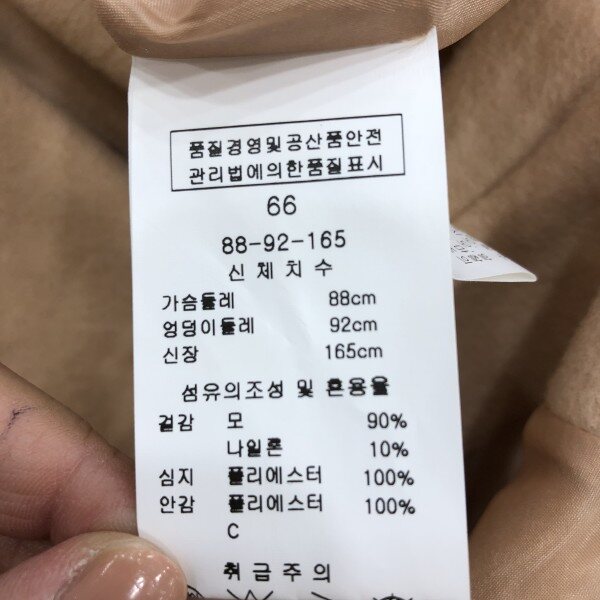 품질경영및공산품안전
관리법에의한품질표시
66
88-92-165
신체치수
가슴둘레 88cm
엉덩이둘레 92cm
신장 165cm
섬유의조성 및 혼용율
겉감 모 90%
나일론 10%
심지 폴리에스터 100%
안감 폴리에스터 100%
C
취급주의